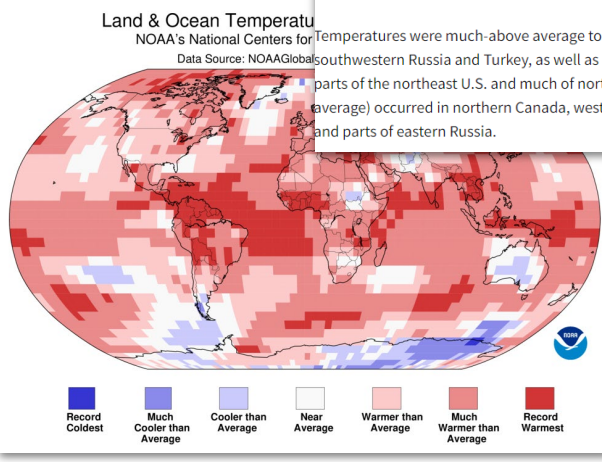 Land & Ocean Temperatu
NOAA's National Centers for
Data Source: NOAAGlobal
Temperatures were much-above average to
southwestern Russia and Turkey, as well as
parts of the northeast U.S. and much of nort
average) occurred in northern Canada, west
and parts of eastern Russia.
NOAA
Record
Coldest
Much
Cooler than
Average
Cooler than
Average
Near
Average
Warmer than
Average
Much
Warmer than
Average
Record
Warmest